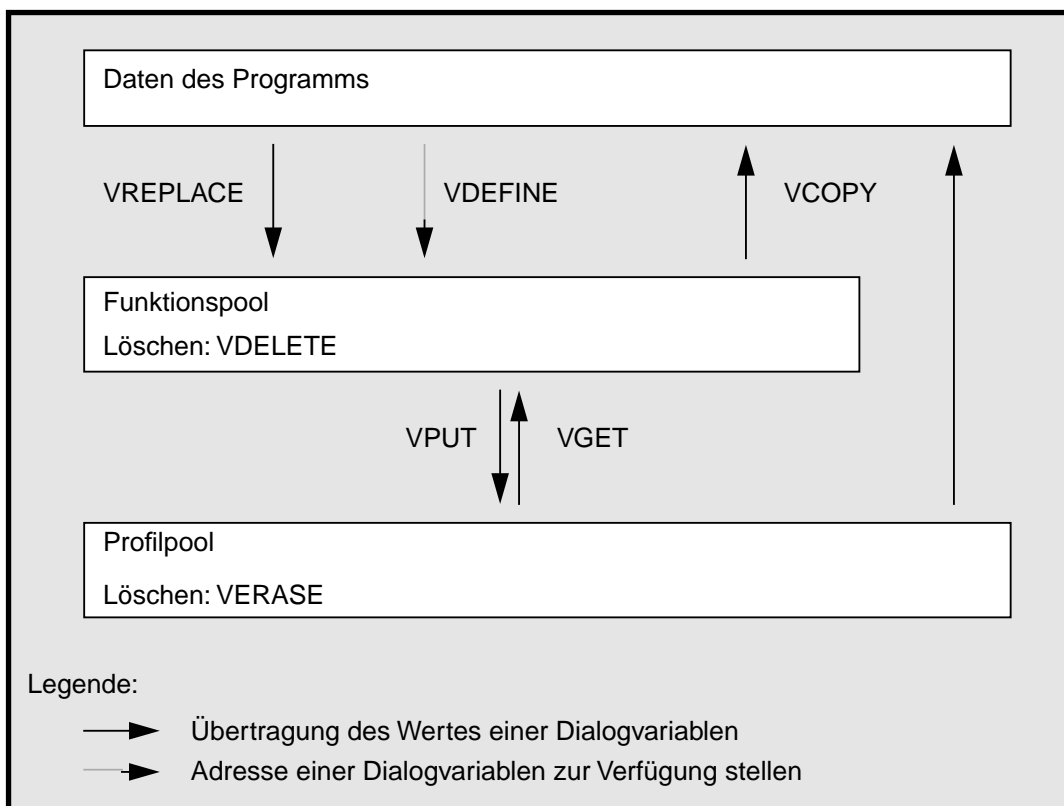 Daten des Programms
VREPLACE VDEFINE VCOPY
Funktionspool
Löschen: VDELETE
VPUT VGET
Profilpool
Löschen: VERASE
Legende:
Übertragung des Wertes einer Dialogvariablen
Adresse einer Dialogvariablen zur Verfügung stellen